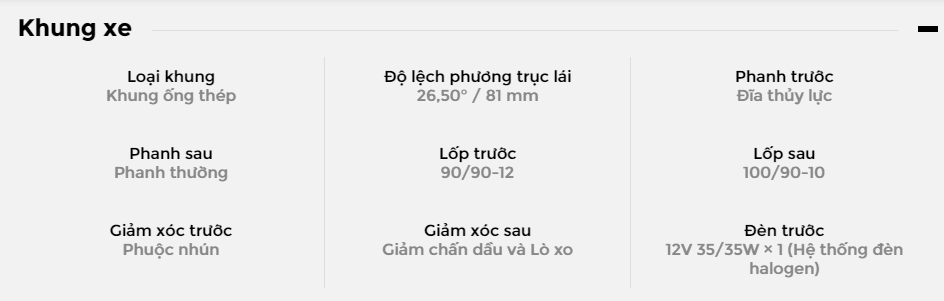 Khung xe
Loại khung
Khung ống thép
Độ lệch phương trục lái
26,50° / 81 mm
Phanh trước
Đĩa thủy lực
Phanh sau
Phanh thường
Lốp trước
90/90-12
Lốp sau
100/90-10
Giảm xóc trước
Phuộc nhún
Giảm xóc sau
Giảm chấn dầu và Lò xo
Đèn trước
12V 35/35W × 1 (Hệ thống đèn
halogen)